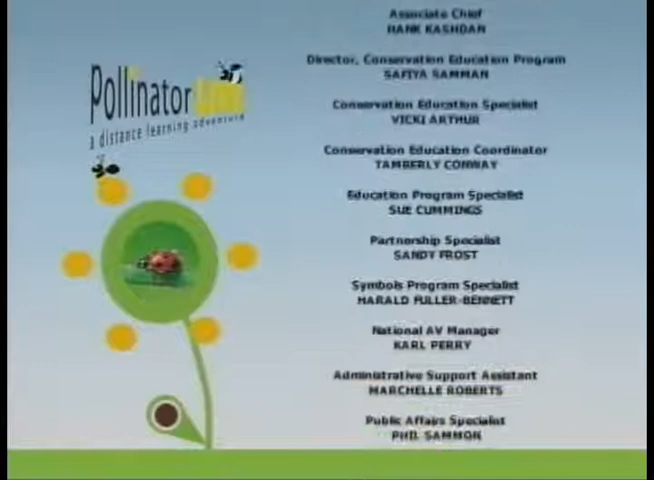 Pollinator LIVE
a distance learning adventure
Associate Chief
HANK KASHDAN
Director, Conservation Education Program
SAFIYA SAMMAN
Conservation Education Specialist
VICKI ARTHUR
Conservation Education Coordinator
TAMBERLY CONWAY
Education Program Specialist
SUE CUMMINGS
Partnership Specialist
SANDY FROST
Symbols Program Specialist
HARALD FULLER-BENNETT
National AV Manager
KARL PERRY
Administrative Support Assistant
MARCHELLE ROBERTS
Public Affairs Specialist
PHIL SAMMON